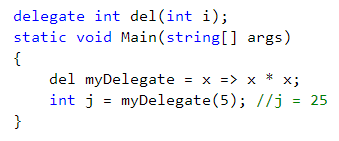 delegate int del(int i);
static void Main(string[] args)
{
    del myDelegate = x => x * x;
    int j = myDelegate(5); //j = 25
}